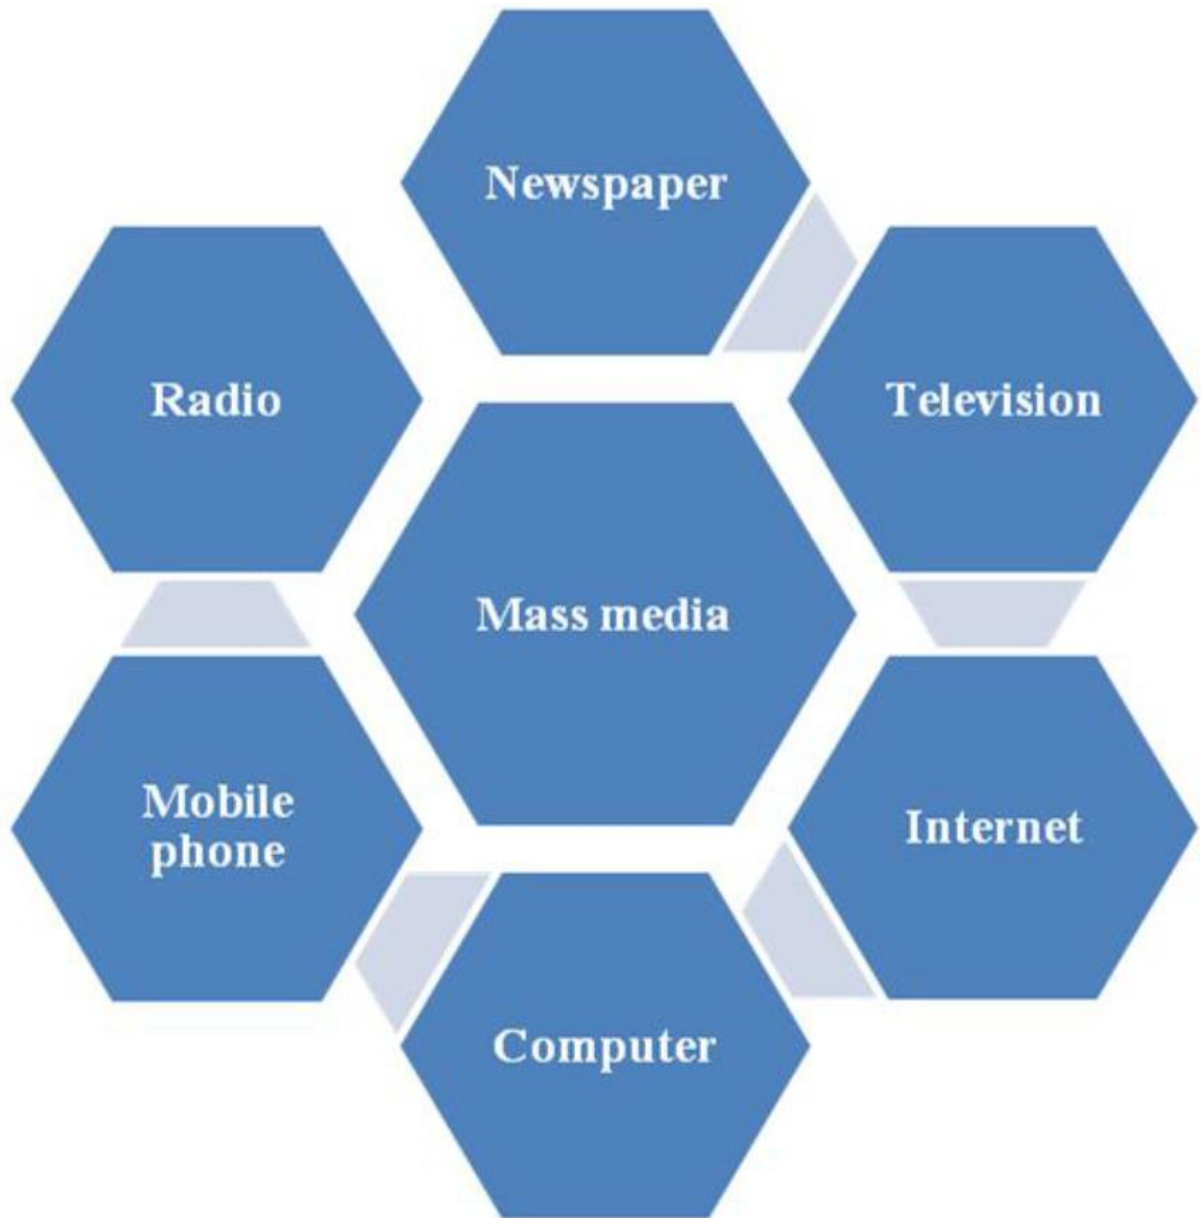 Newspaper
Radio
Television
Mass media
Mobile
phone
Internet
Computer